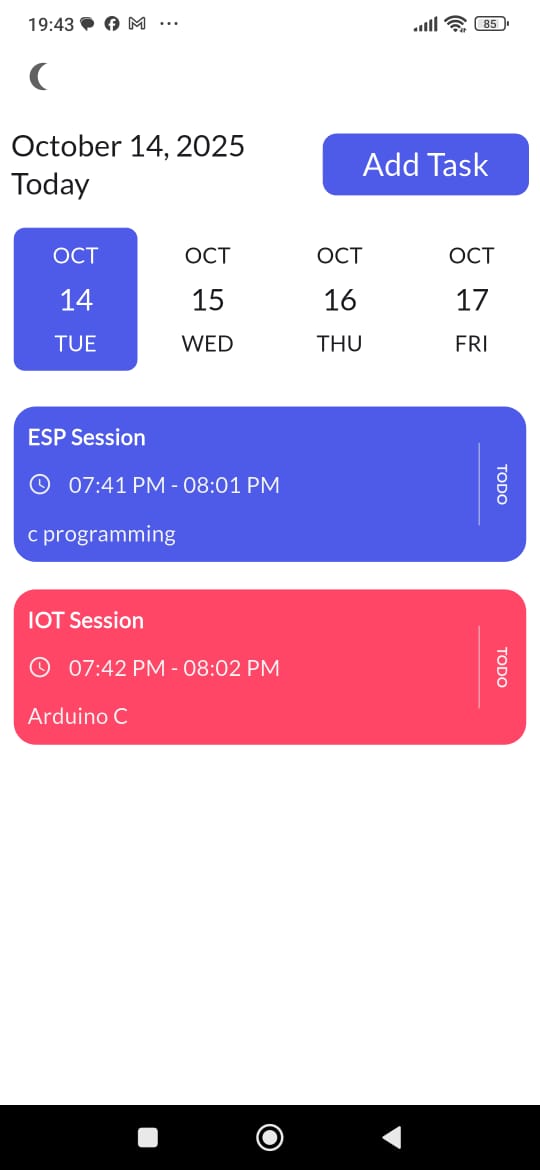 19:43 85
October 14, 2025
Today
Add Task
OCT OCT OCT OCT
14 15 16 17
TUE WED THU FRI
ESP Session
07:41 PM - 08:01 PM
c programming
TODO
IOT Session
07:42 PM - 08:02 PM
Arduino C
TODO